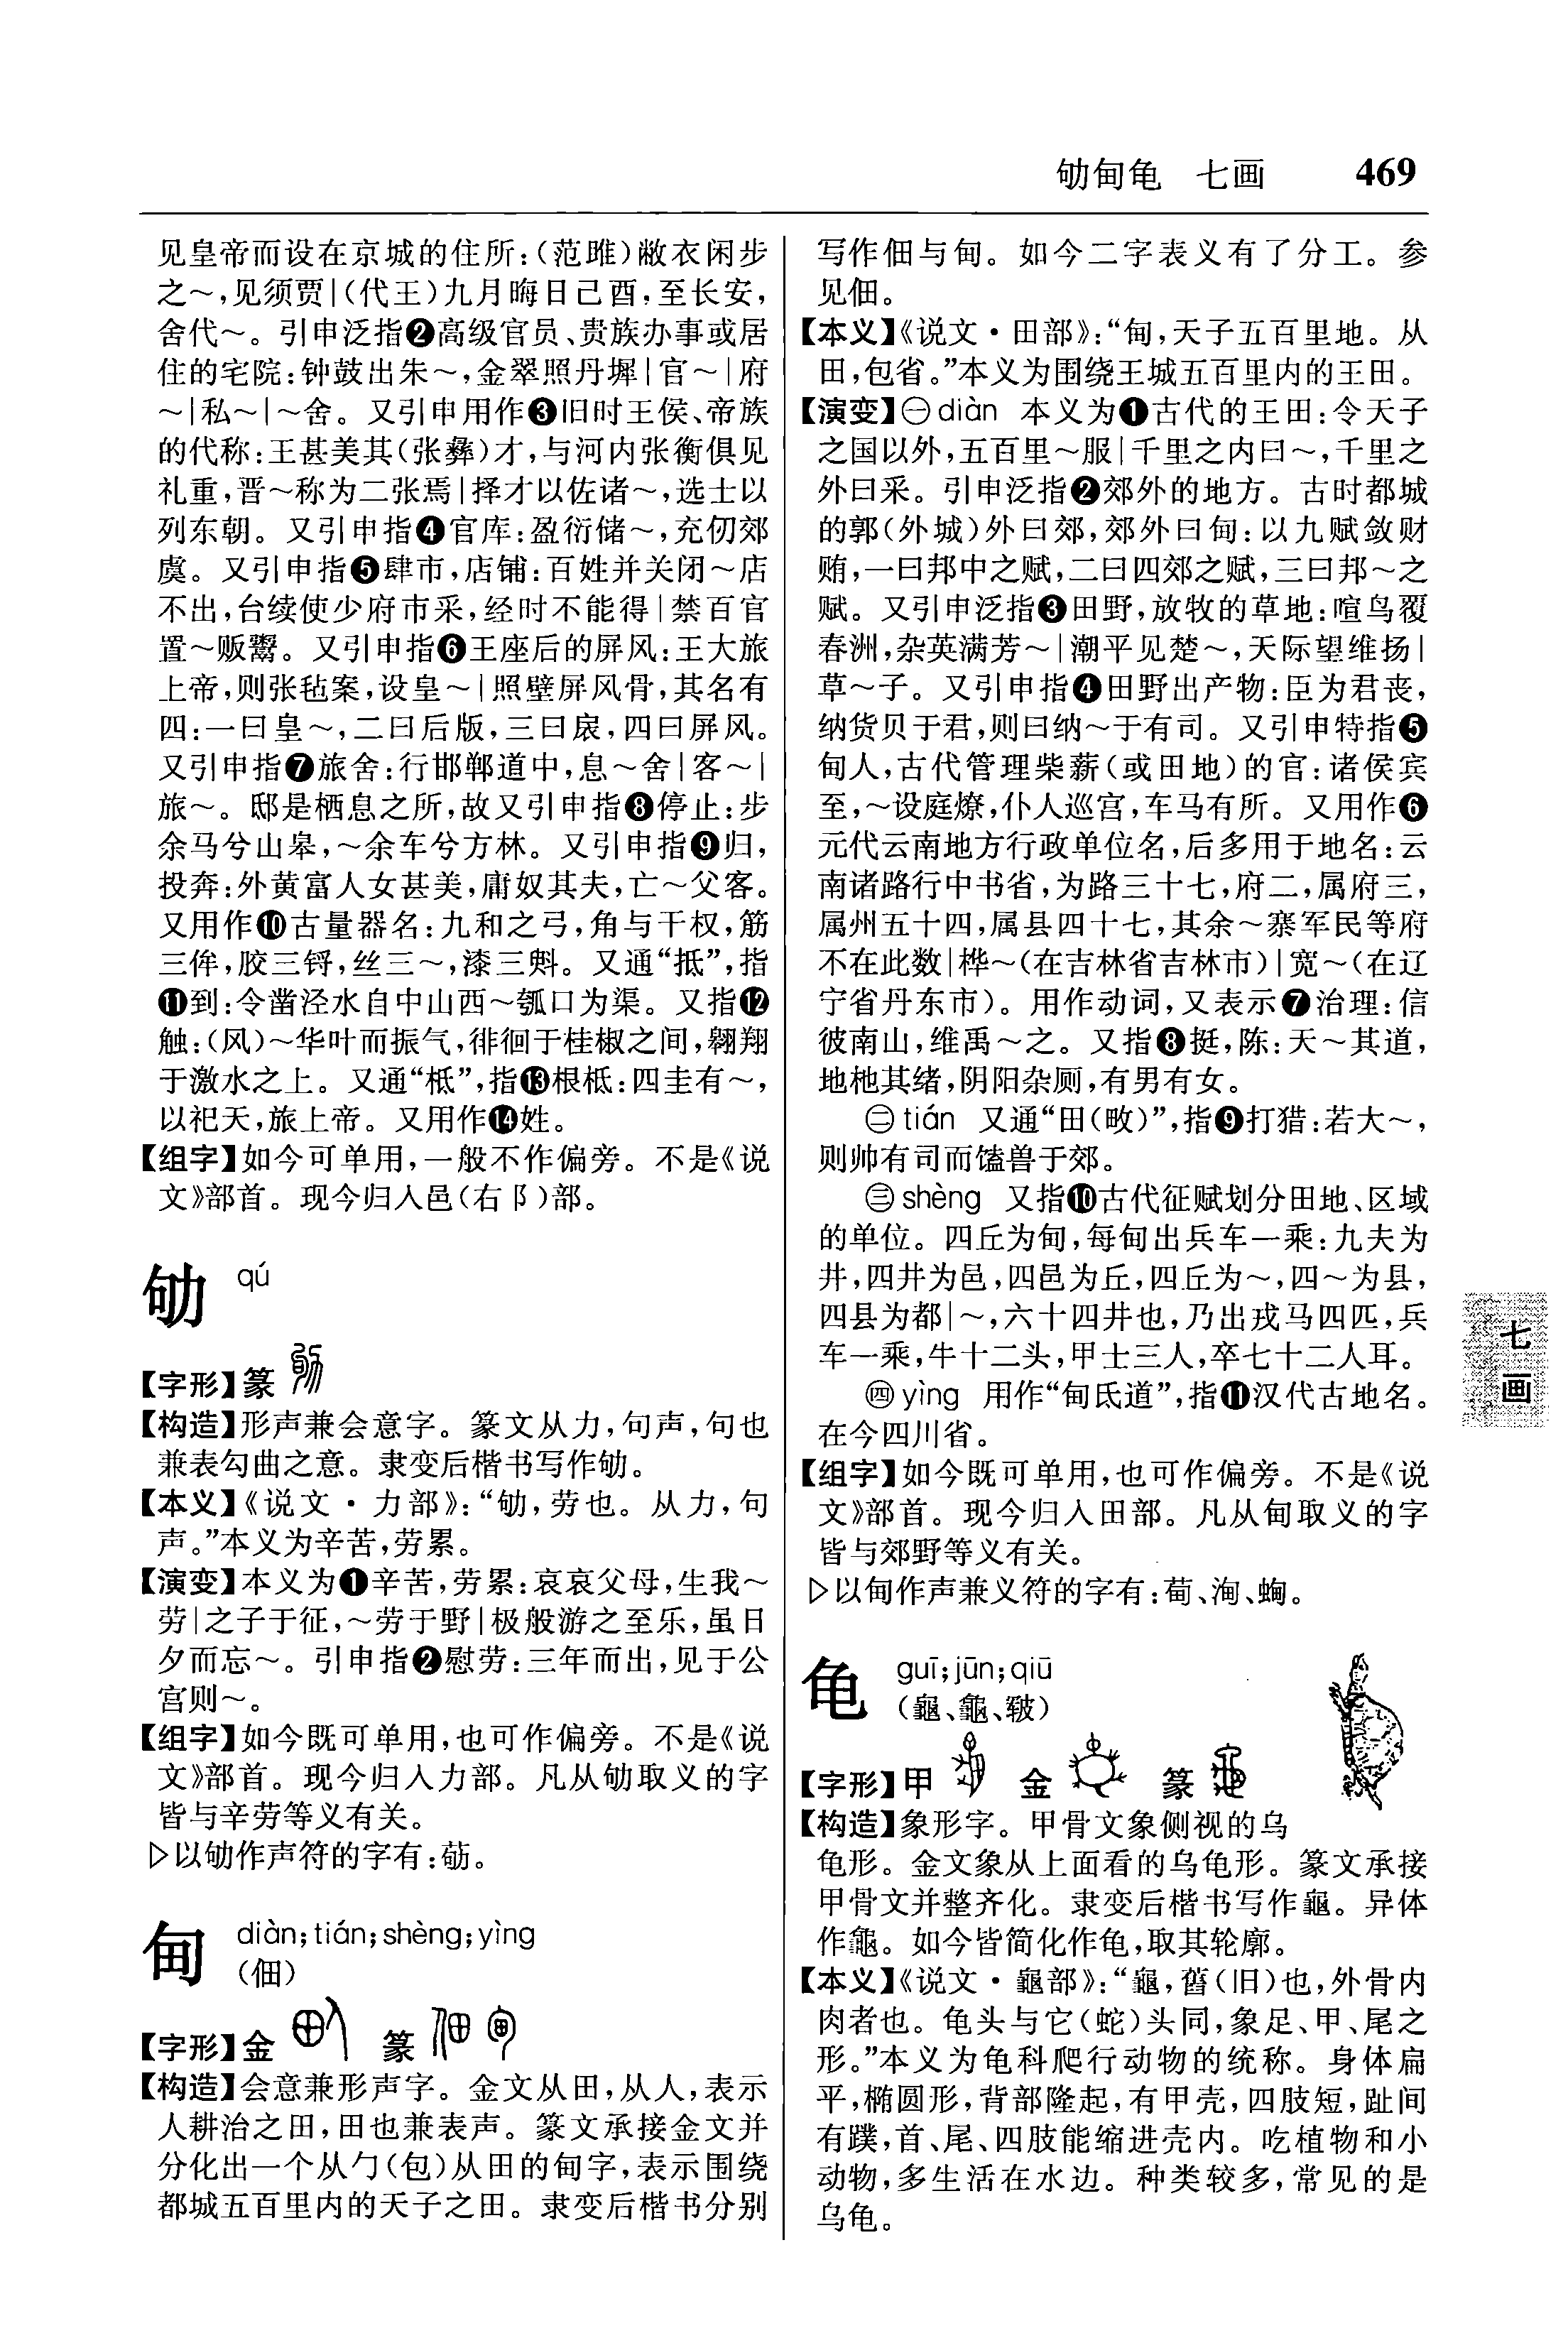 劬甸龟　七画　469
见皇帝而设在京城的住所:(范雎)敝衣闲步
之～,见须贾|(代王)九月晦日己酉,至长安,
舍代～。引申泛指❷高级官员、贵族办事或居
住的宅院:钟鼓出朱～,金翠照丹墀|官～|府
～|私～|～舍。又引申用作❸旧时王侯、帝族
的代称:王甚美其(张彝)才,与河内张衡俱见
礼重,晋～称为二张焉|择才以佐诸～,选士以
列东朝。又引申指❹官库:盈衍储～,充仞郊
虞。又引申指❺肆市,店铺:百姓并关闭～店
不出,台续使少府市采,经时不能得|禁百官
置～贩鬻。又引申指❻王座后的屏风:王大旅
上帝,则张毡案,设皇～|照壁屏风骨,其名有
四:一曰皇～,二曰后版,三曰扆,四曰屏风。
又引申指❼旅舍:行邯郸道中,息～舍|客～|
旅～。邸是栖息之所,故又引申指❽停止:步
余马兮山皋,～余车兮方林。又引申指❾归,
投奔:外黄富人女甚美,庸奴其夫,亡～父客。
又用作❿古量器名:九和之弓,角与干权,筋
三侔,胶三锊,丝三～,漆三㪷。又通“抵”,指
⓫到:令凿泾水自中山西～瓠口为渠。又指⓬
触:(风)～华叶而振气,徘徊于桂椒之间,翱翔
于激水之上。又通“柢”,指⓭根柢:四圭有～,
以祀天,旅上帝。又用作⓮姓。
【组字】如今可单用,一般不作偏旁。不是《说
文》部首。现今归入邑(右阝)部。
劬 qú
【字形】篆
【构造】形声兼会意字。篆文从力,句声,句也
兼表勾曲之意。隶变后楷书写作劬。
【本义】《说文·力部》:“劬,劳也。从力,句
声。”本义为辛苦,劳累。
【演变】本义为❶辛苦,劳累:哀哀父母,生我～
劳|之子于征,～劳于野|极般游之至乐,虽日
夕而忘～。引申指❷慰劳:三年而出,见于公
宫则～。
【组字】如今既可单用,也可作偏旁。不是《说
文》部首。现今归入力部。凡从劬取义的字
皆与辛劳等义有关。
▷以劬作声符的字有:蒟。
甸 diàn;tián;shèng;yìng
(佃)
【字形】金　篆
【构造】会意兼形声字。金文从田,从人,表示
人耕治之田,田也兼表声。篆文承接金文并
分化出一个从勹(包)从田的甸字,表示围绕
都城五百里内的天子之田。隶变后楷书分别
写作佃与甸。如今二字表义有了分工。参
见佃。
【本义】《说文·田部》:“甸,天子五百里地。从
田,包省。”本义为围绕王城五百里内的王田。
【演变】㊀diàn 本义为❶古代的王田:令天子
之国以外,五百里～服|千里之内曰～,千里之
外曰采。引申泛指❷郊外的地方。古时都城
的郭(外城)外曰郊,郊外曰甸:以九赋敛财
贿,一曰邦中之赋,二曰四郊之赋,三曰邦～之
赋。又引申泛指❸田野,放牧的草地:喧鸟覆
春洲,杂英满芳～|潮平见楚～,天际望维扬|
草～子。又引申指❹田野出产物:臣为君丧,
纳货贝于君,则曰纳～于有司。又引申特指❺
甸人,古代管理柴薪(或田地)的官:诸侯宾
至,～设庭燎,仆人巡宫,车马有所。又用作❻
元代云南地方行政单位名,后多用于地名:云
南诸路行中书省,为路三十七,府二,属府三,
属州五十四,属县四十七,其余～寨军民等府
不在此数|桦～(在吉林省吉林市)|宽～(在辽
宁省丹东市)。用作动词,又表示❼治理:信
彼南山,维禹～之。又指❽挺,陈:天～其道,
地杝其绪,阴阳杂厕,有男有女。
㊁tián 又通“田(畋)”,指❾打猎:若大～,
则帅有司而馌兽于郊。
㊂shèng 又指❿古代征赋划分田地、区域
的单位。四丘为甸,每甸出兵车一乘:九夫为
井,四井为邑,四邑为丘,四丘为～,四～为县,
四县为都|～,六十四井也,乃出戎马四匹,兵
车一乘,牛十二头,甲士三人,卒七十二人耳。
㊃yìng 用作“甸氏道”,指⓫汉代古地名。
在今四川省。
【组字】如今既可单用,也可作偏旁。不是《说
文》部首。现今归入田部。凡从甸取义的字
皆与郊野等义有关。
▷以甸作声兼义符的字有:萄、洵、蜔。
龟 guī;jūn;qiū
(龜、龜、皲)
【字形】甲　金　篆
【构造】象形字。甲骨文象侧视的乌
龟形。金文象从上面看的乌龟形。篆文承接
甲骨文并整齐化。隶变后楷书写作龜。异体
作龜。如今皆简化作龟,取其轮廓。
【本义】《说文·龜部》:“龜,舊(旧)也,外骨内
肉者也。龟头与它(蛇)头同,象足、甲、尾之
形。”本义为龟科爬行动物的统称。身体扁
平,椭圆形,背部隆起,有甲壳,四肢短,趾间
有蹼,首、尾、四肢能缩进壳内。吃植物和小
动物,多生活在水边。种类较多,常见的是
乌龟。
七
画